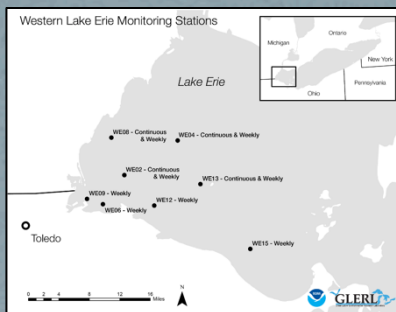 Western Lake Erie Monitoring Stations
Michigan
Ontario
New York
Pennsylvania
Ohio
Lake Erie
WE08 - Continuous
& Weekly
WE04 - Continuous & Weekly
WE02 - Continuous
& Weekly
WE13 - Continuous & Weekly
WE09 - Weekly
WE06 - Weekly
WE12 - Weekly
Toledo
WE15 - Weekly
0 2 4 8 12 16
Miles
N
NOAA
GLERL